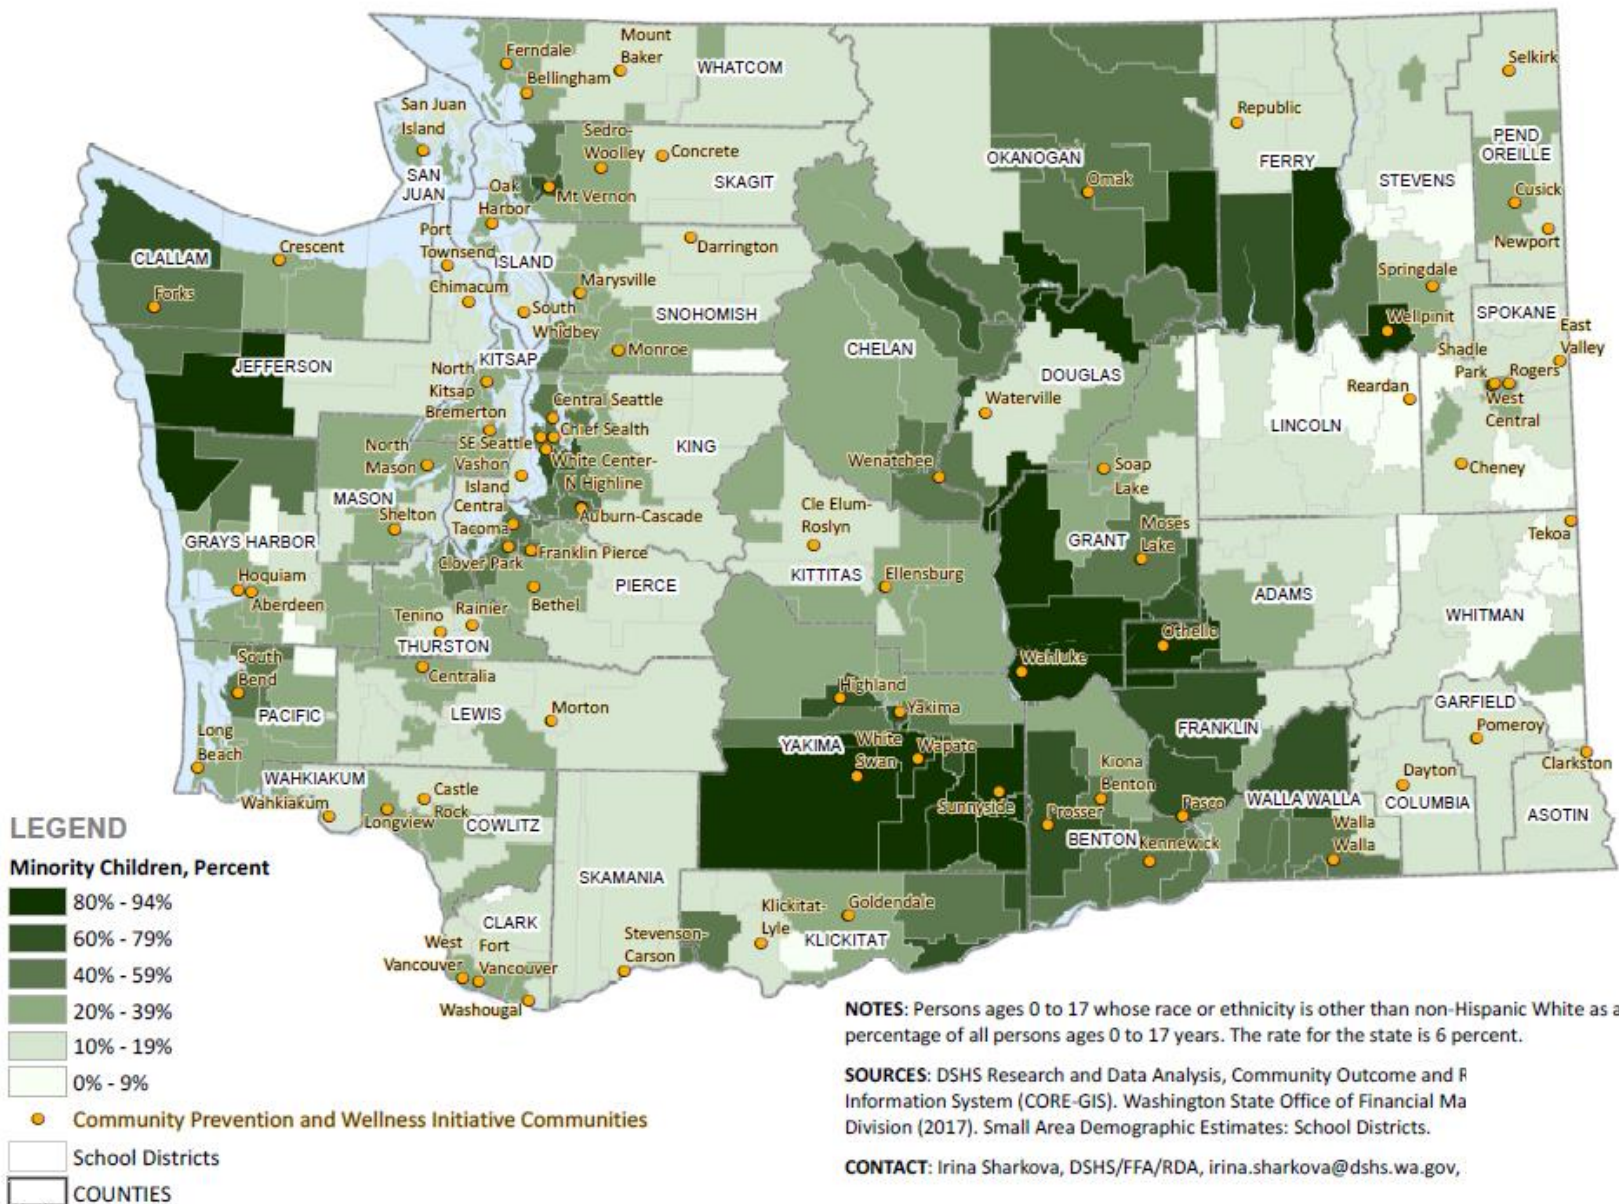 Ferndale
Mount
Baker
Bellingham
WHATCOM
Selkirk
San Juan
Island
Republic
Sedro-
Woolley
Concrete
PEND
OREILLE
OKANOGAN
FERRY
SAN
JUAN
SKAGIT
STEVENS
Omak
Oak
Harbor
Mt Vernon
Cusick
Port
Townsend
Darrington
Newport
Crescent
CLALLAM
ISLAND
Springdale
Chimacum
Marysville
Forks
South
Whidbey
SNOHOMISH
Wellpinit
SPOKANE
East
Valley
KITSAP
Monroe
CHELAN
Shadle
Park
Rogers
JEFFERSON
North
Kitsap
DOUGLAS
Reardan
West
Central
Waterville
Central Seattle
Bremerton
LINCOLN
Chief Sealth
SE Seattle
KING
North
Mason
Vashon
Island
White Center-
N Highline
Wenatchee
Soap
Lake
Cheney
MASON
Central
Tacoma
Cle Elum-
Roslyn
Shelton
Auburn-Cascade
Moses
Lake
Tekoa
GRAYS HARBOR
GRANT
Franklin Pierce
Clover Park
KITTITAS
Ellensburg
Hoquiam
Aberdeen
PIERCE
Bethel
ADAMS
WHITMAN
Tenino
Rainier
THURSTON
Othello
South
Bend
Centralia
Wahluke
Highland
GARFIELD
PACIFIC
LEWIS
Morton
Yakima
FRANKLIN
Pomeroy
Long
Beach
YAKIMA
White
Swan
Wapato
Kiona
Benton
Clarkston
WAHKIAKUM
Dayton
Wahkiakum
Castle
Rock
Sunnyside
Prosser
Pasco
WALLA WALLA
COLUMBIA
Longview
COWLITZ
BENTON
Kennewick
Walla
Walla
ASOTIN
SKAMANIA
Klickitat-
Lyle
Goldendale
CLARK
West
Vancouver
Fort
Vancouver
Stevenson-
Carson
KLICKITAT
Washougal
LEGEND
Minority Children, Percent
80% - 94%
60% - 79%
40% - 59%
20% - 39%
10% - 19%
0% - 9%
Community Prevention and Wellness Initiative Communities
School Districts
COUNTIES
NOTES: Persons ages 0 to 17 whose race or ethnicity is other than non-Hispanic White as a
percentage of all persons ages 0 to 17 years. The rate for the state is 6 percent.
SOURCES: DSHS Research and Data Analysis, Community Outcome and
Information System (CORE-GIS). Washington State Office of Financial Ma
Division (2017). Small Area Demographic Estimates: School Districts.
CONTACT: Irina Sharkova, DSHS/FFA/RDA, irina.sharkova@dshs.wa.gov,